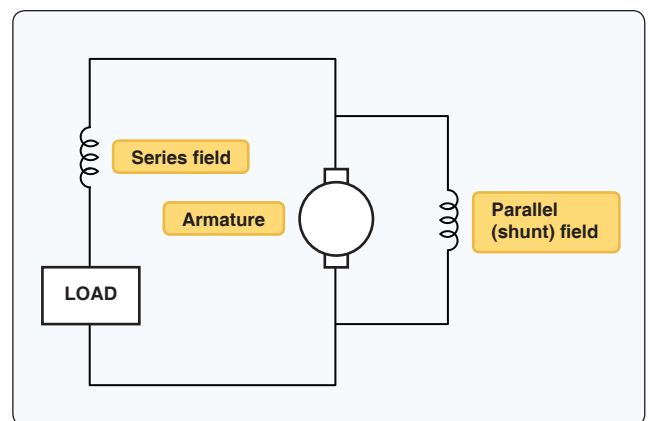 Series field
Armature
Parallel
(shunt) field
LOAD